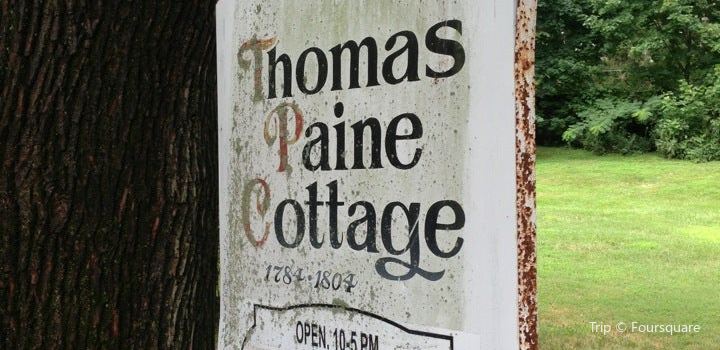 Thomas
Paine
Cottage
1784-1804
OPEN. 10-5 PM
Trip © Foursquare